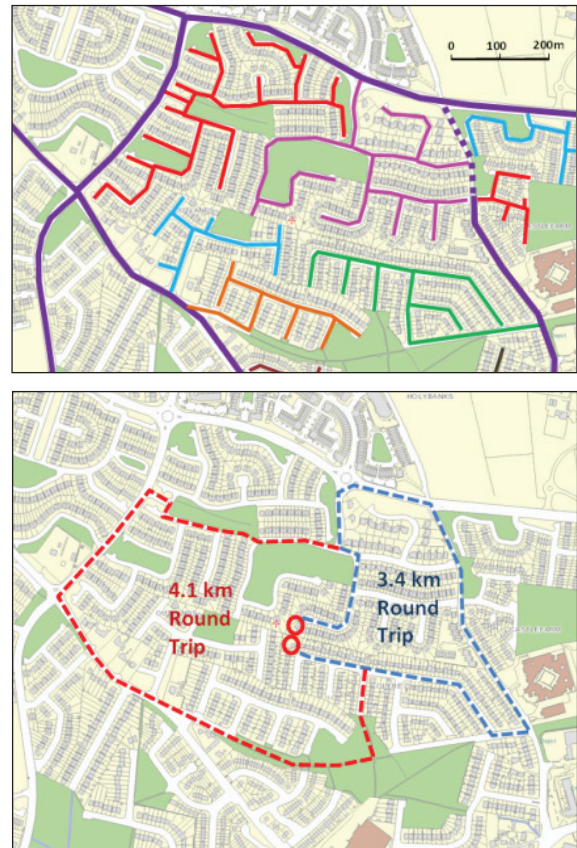 0 100 200m
HOLYBANKS
4.1 km
Round
Trip
3.4 km
Round
Trip